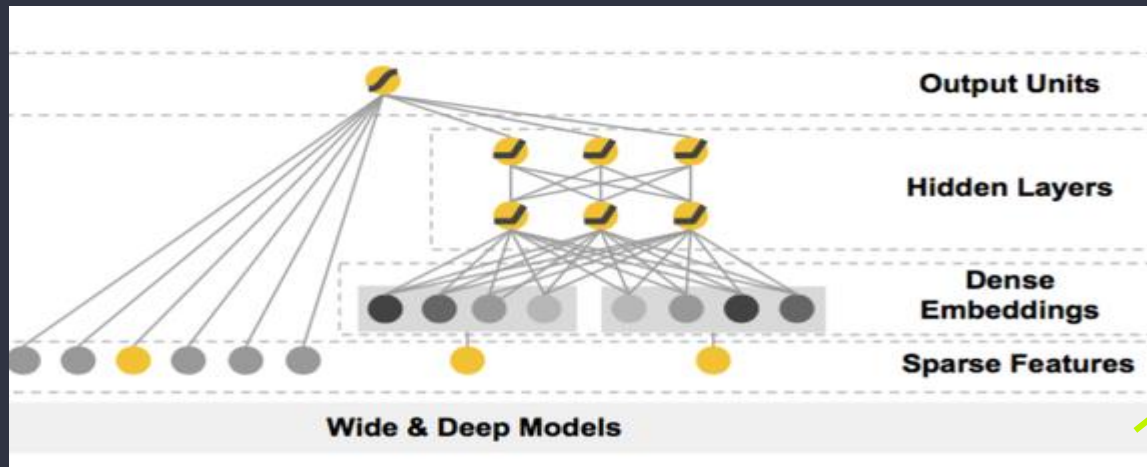 Output Units
Hidden Layers
Dense
Embeddings
Sparse Features
Wide & Deep Models